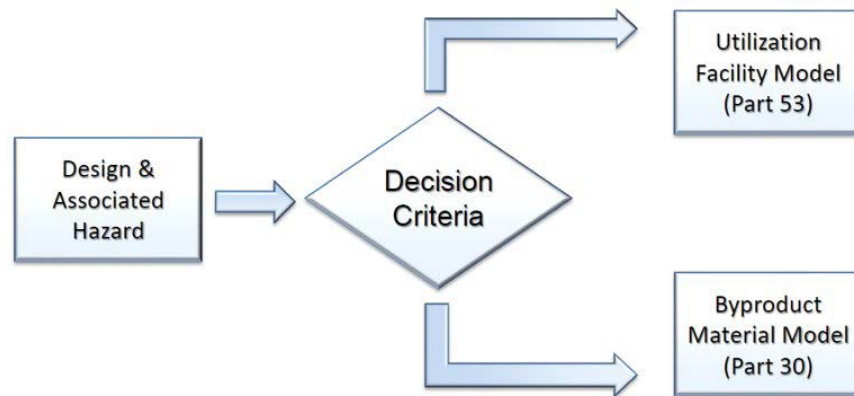 Utilization
Facility Model
(Part 53)
Design &
Associated
Hazard
Decision
Criteria
Byproduct
Material Model
(Part 30)